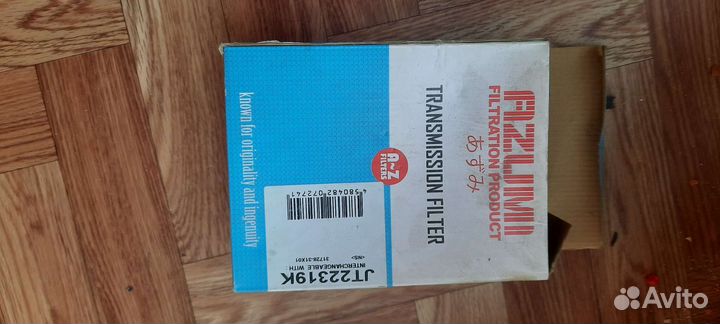 AZUMI
FILTRATION PRODUCT
あずみ
TRANSMISSION FILTER
A~Z
FILTERS
Known for originality and ingenuity
JT22319K
INTERCHANGEABLE WITH :
31728-31X01
<NS>
4 580482 072741
Avito